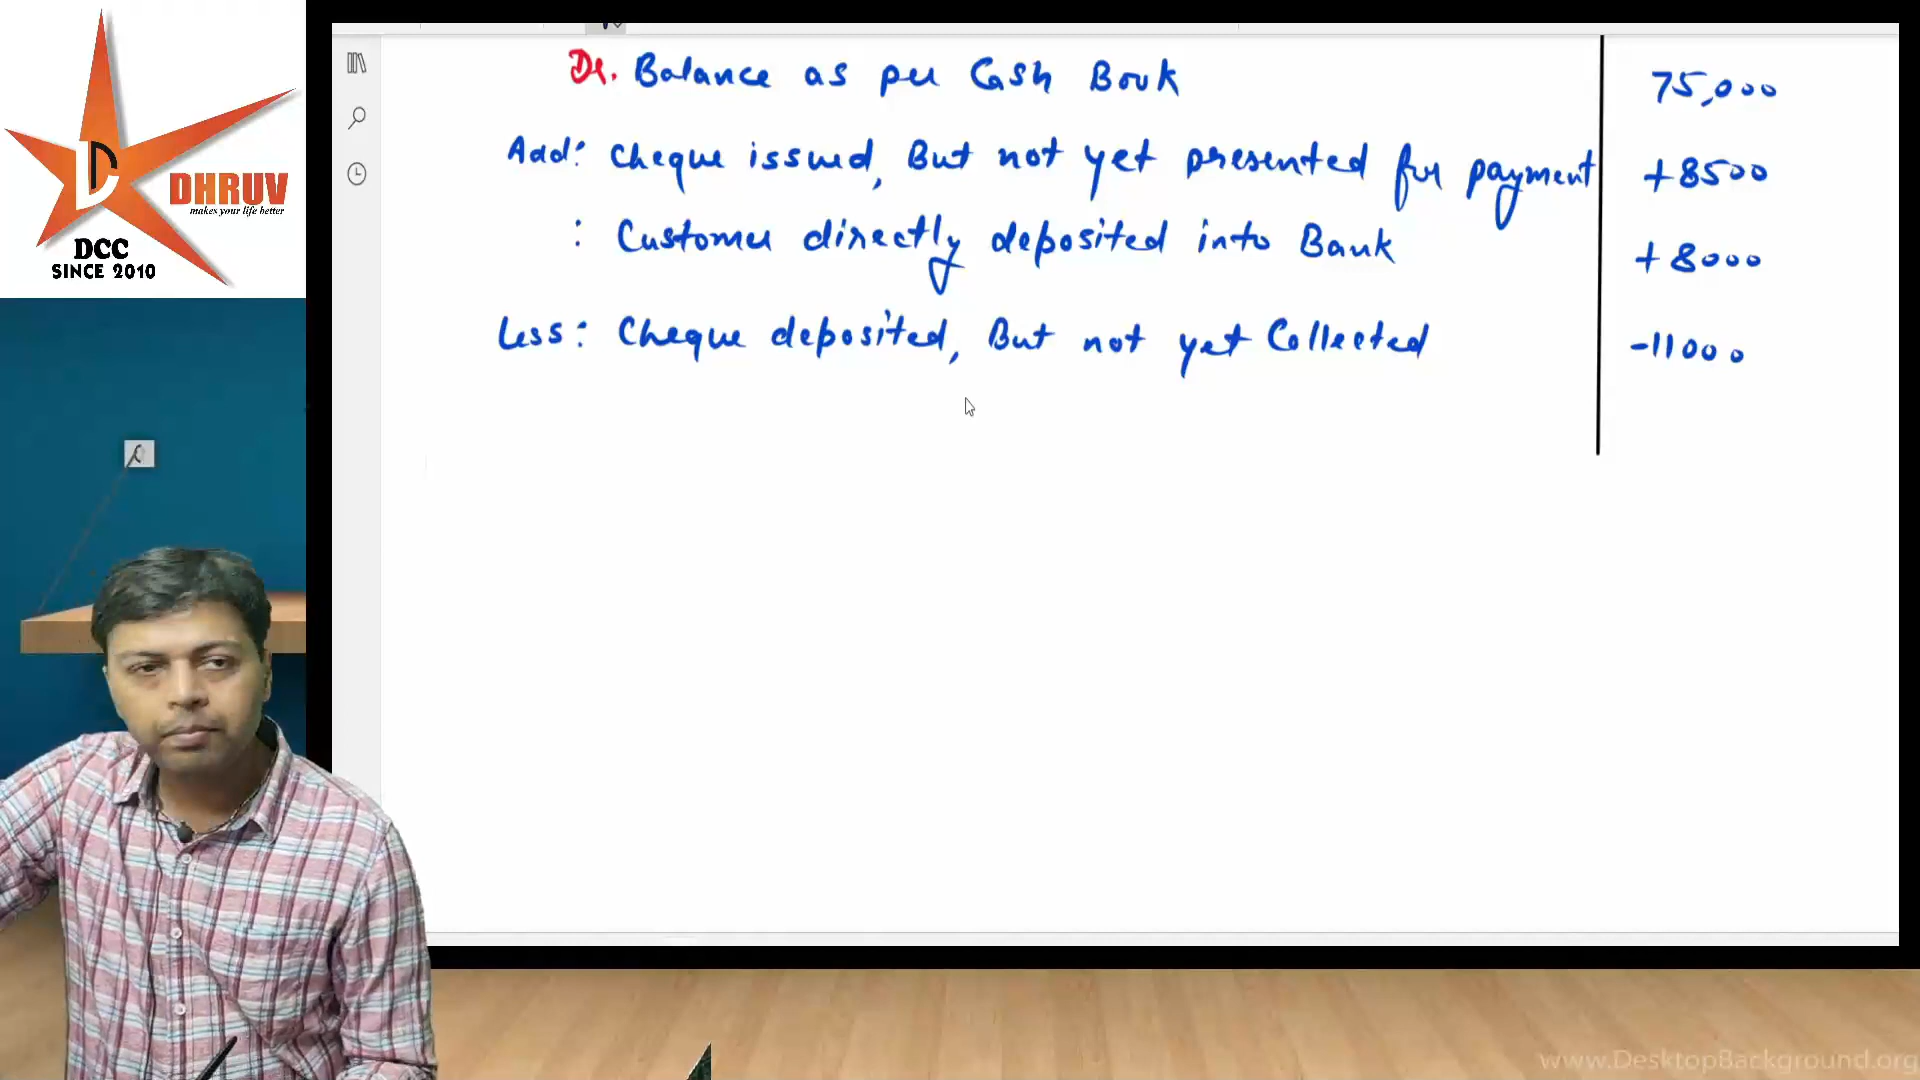 D
DHRUV
makes your life better
DCC
SINCE 2010
Dr. Balance as per Cash Book 75,000
Add: Cheque issued, But not yet presented for payment +8500
: Customer directly deposited into Bank +8000
Less: Cheque deposited, But not yet Collected -11000
www.DesktopBackground.org